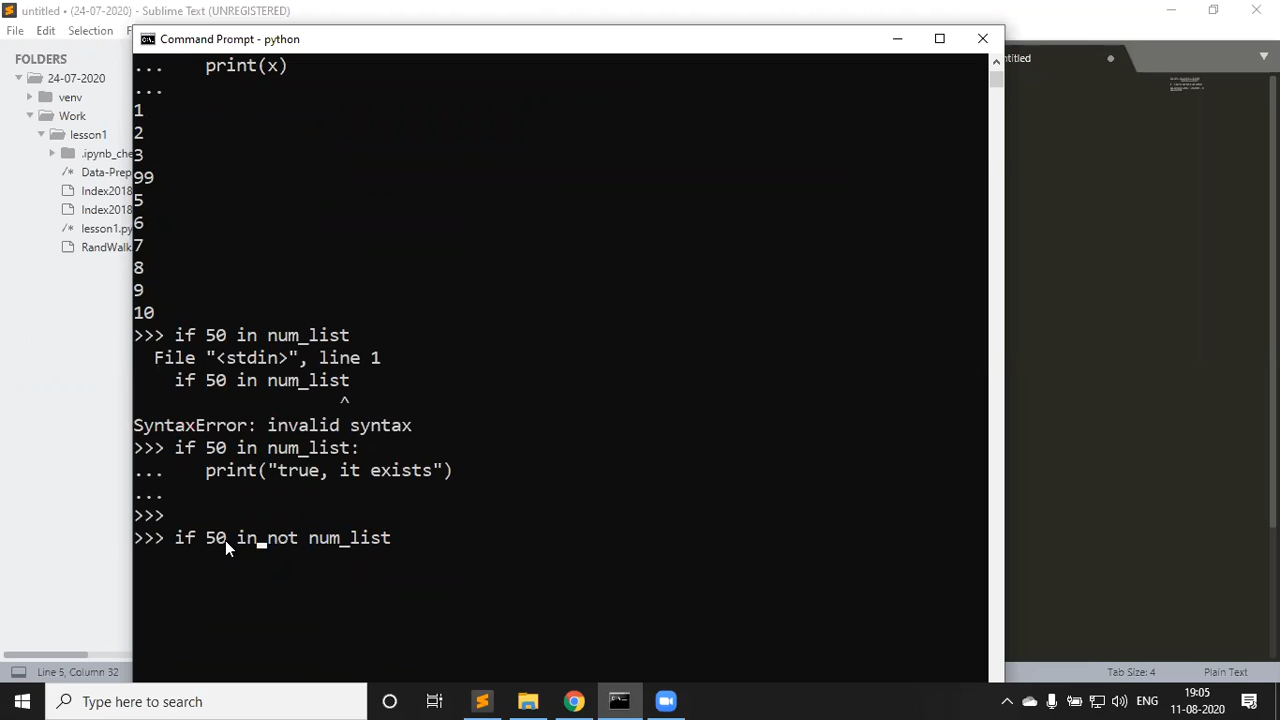 untitled • (24-07-2020) - Sublime Text (UNREGISTERED)
File Edit Selection F
Command Prompt - python
FOLDERS
24-07-2020
venv
Work
lesson1
.ipynb_che
/* Data-Prep
Index2018
Index2018
/* lesson1.py
RandWalk
ntitled
... print(x)
...
1
2
3
99
5
6
7
8
9
10
>>> if 50 in num_list
File "<stdin>", line 1
if 50 in num_list
^
SyntaxError: invalid syntax
>>> if 50 in num_list:
... print("true, it exists")
...
>>>
>>> if 50 in not num_list
Line 5, Column 32
Tab Size: 4
Plain Text
Type here to search
ENG
19:05
11-08-2020
5